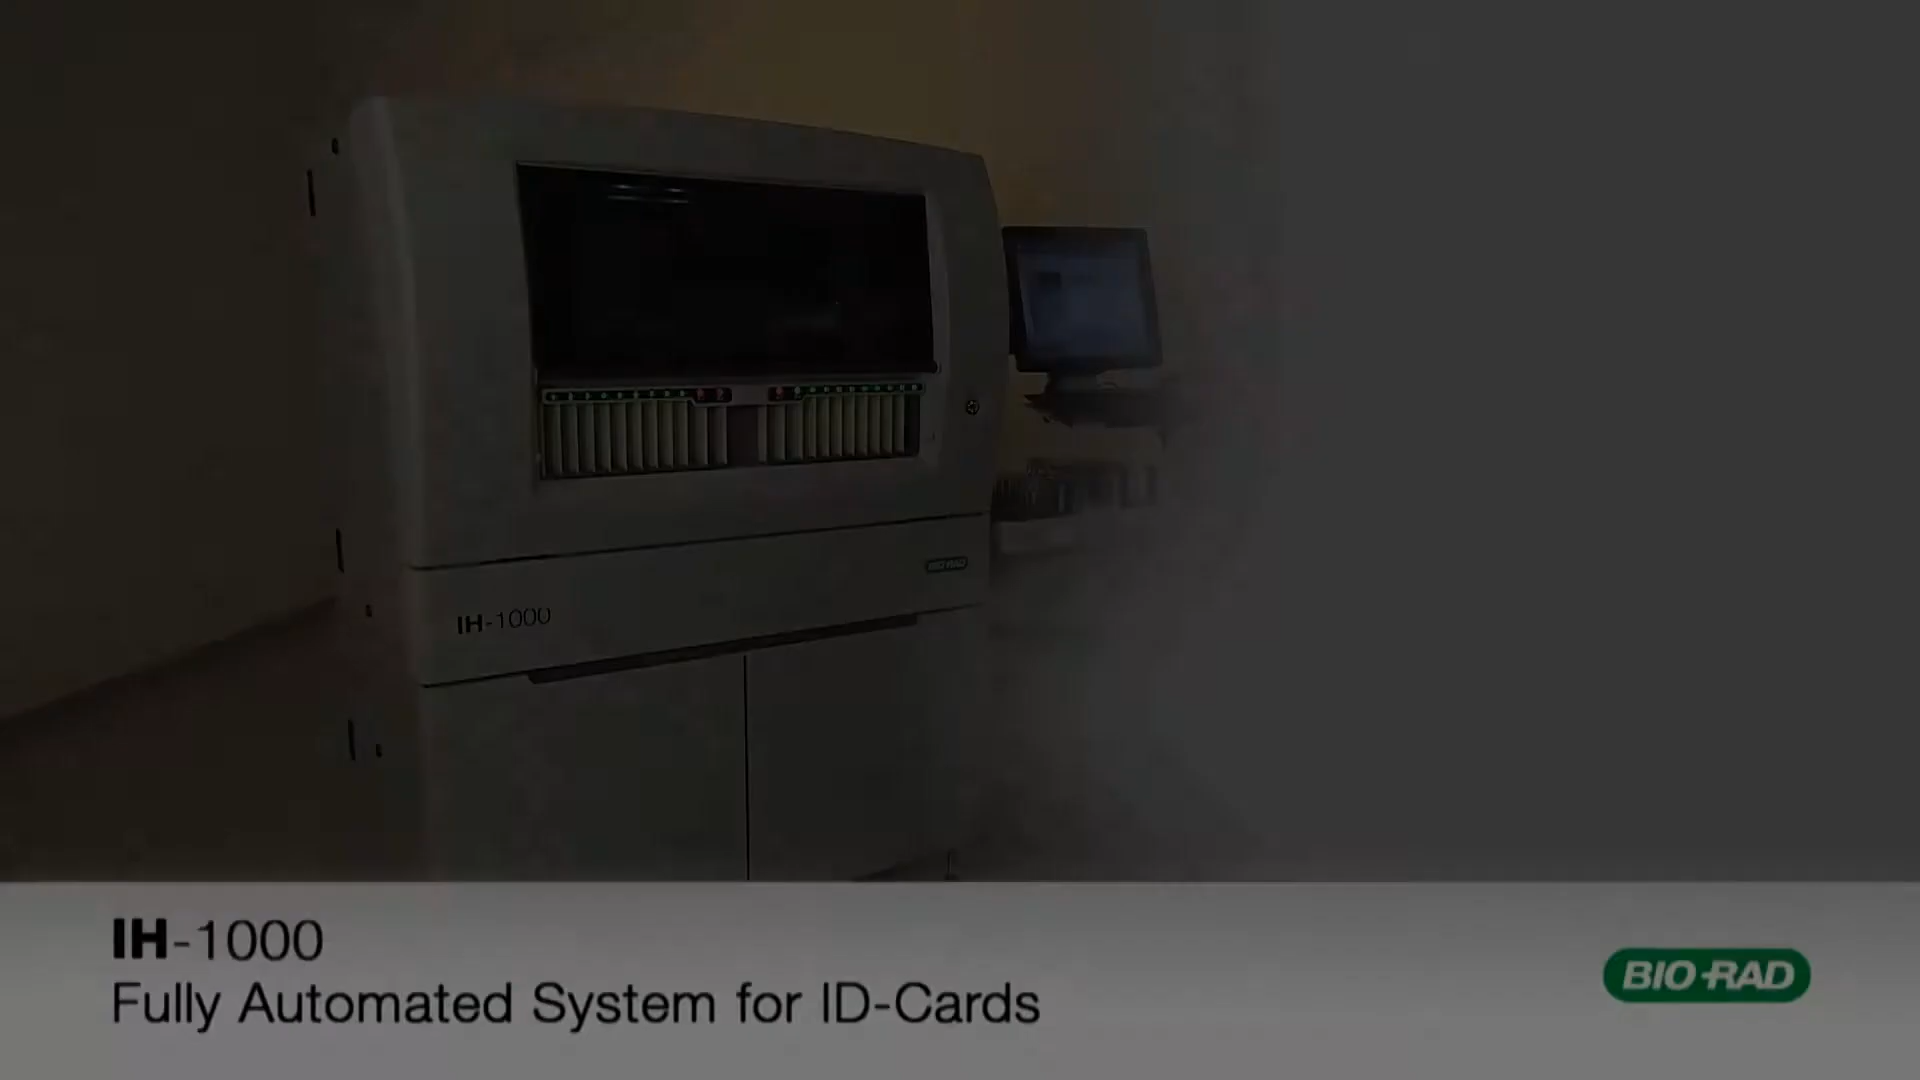 BIO-RAD
IH-1000
IH-1000
Fully Automated System for ID-Cards
BIO-RAD